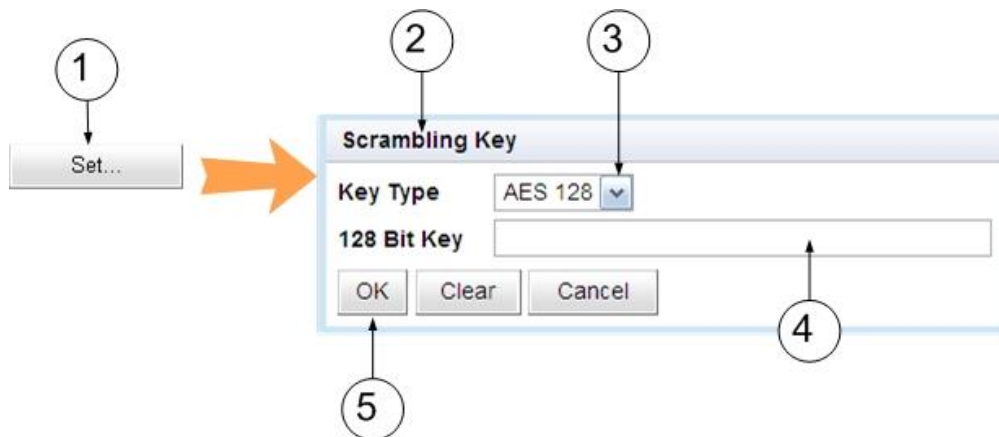 1
2
3
Set...
Scrambling Key
Key Type AES 128
128 Bit Key
OK Clear Cancel
4
5